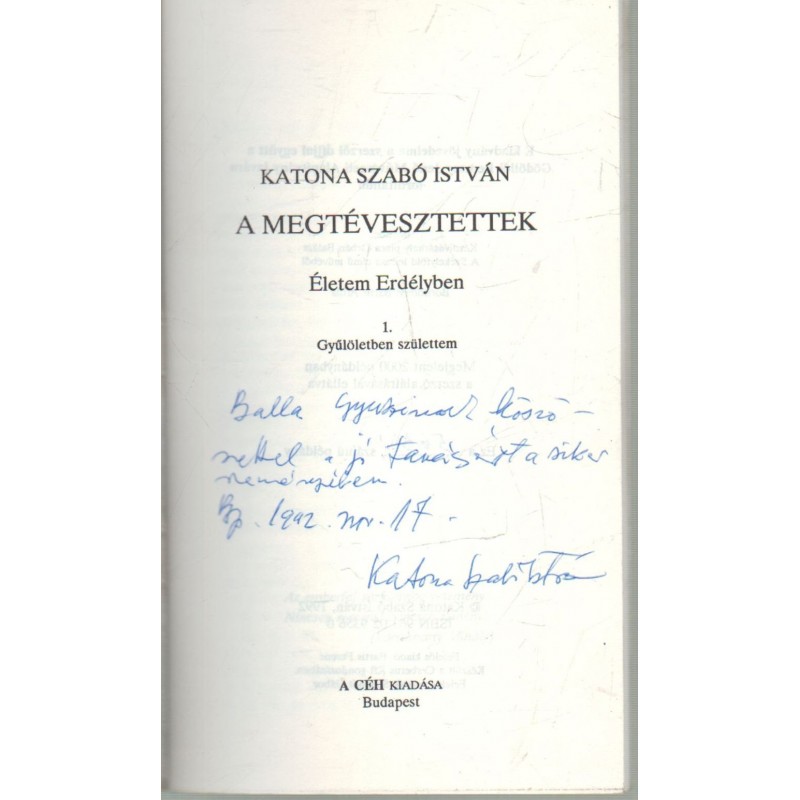 KATONA SZABÓ ISTVÁN
A MEGTÉVESZTETTEK
Életem Erdélyben
1.
Gyűlöletben születtem
Balla Gyuszinak köszö-
nettel a jó tanácsért a siker
reményében.
Bp. 1992. nov. 17.
Katona Szabó István
A CÉH KIADÁSA
Budapest